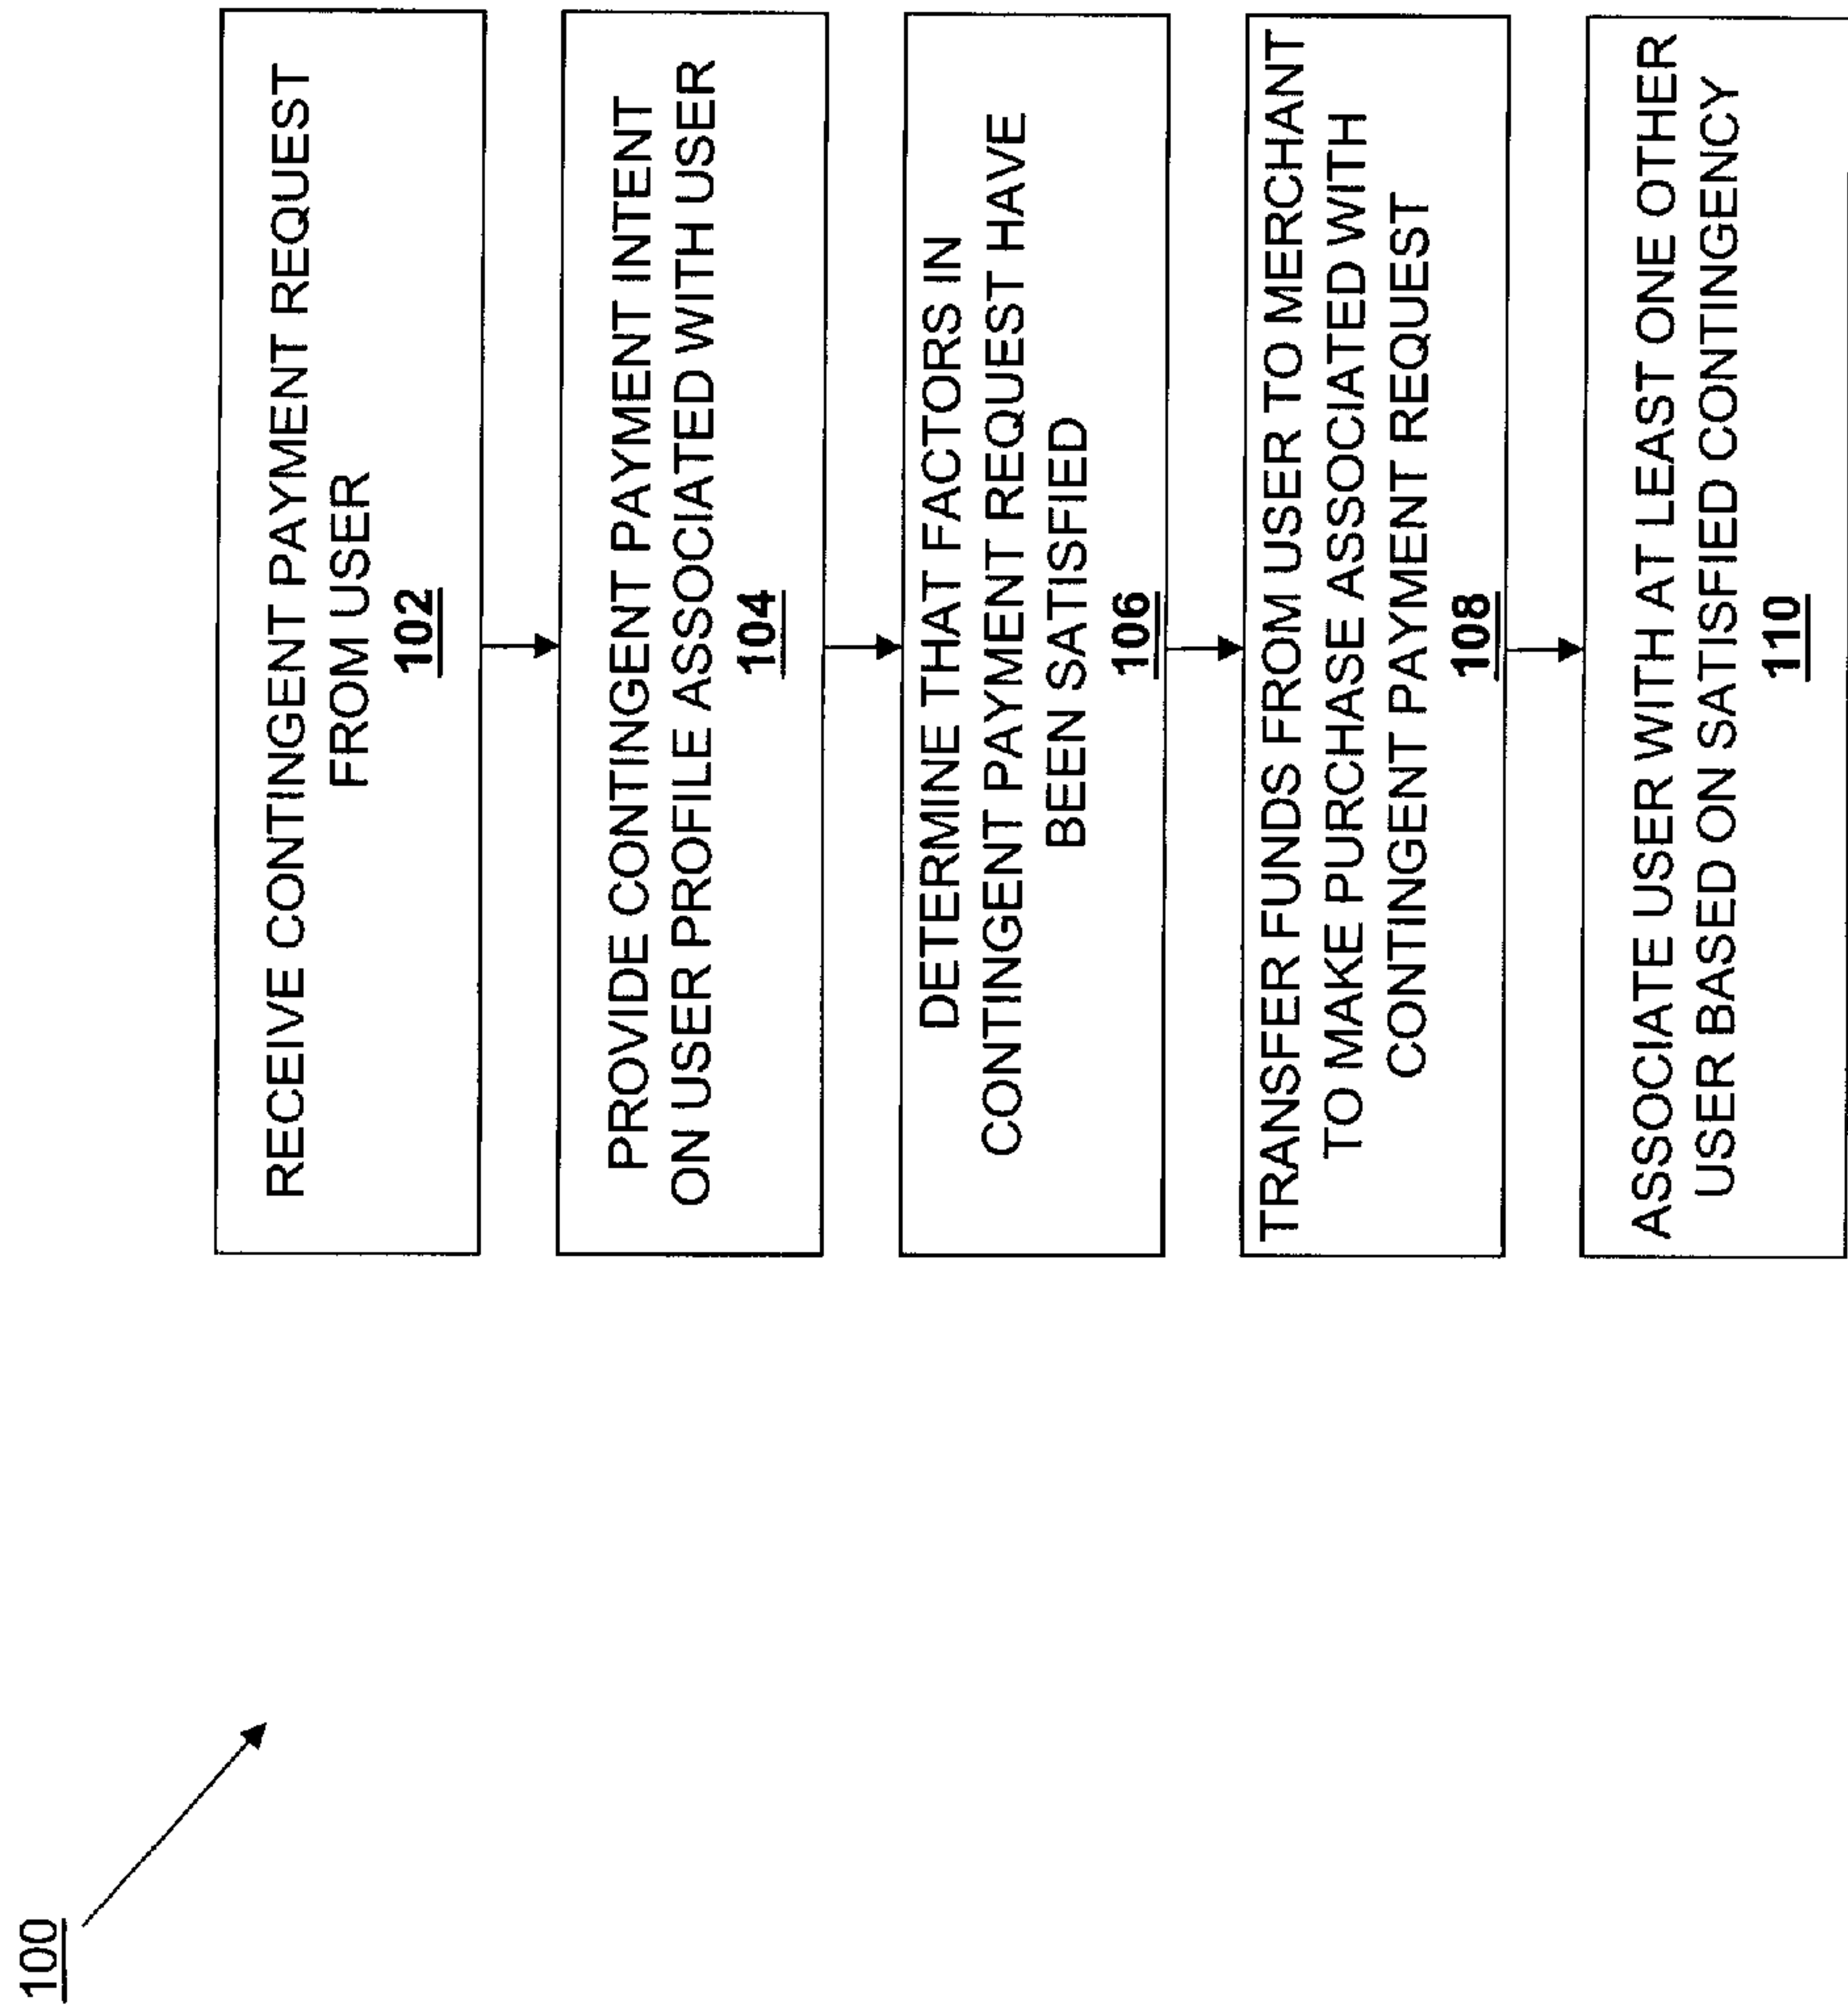 100
RECEIVE CONTINGENT PAYMENT REQUEST
FROM USER
102
PROVIDE CONTINGENT PAYMENT INTENT
ON USER PROFILE ASSOCIATED WITH USER
104
DETERMINE THAT FACTORS IN
CONTINGENT PAYMENT REQUEST HAVE
BEEN SATISFIED
106
TRANSFER FUNDS FROM USER TO MERCHANT
TO MAKE PURCHASE ASSOCIATED WITH
CONTINGENT PAYMENT REQUEST
108
ASSOCIATE USER WITH AT LEAST ONE OTHER
USER BASED ON SATISFIED CONTINGENCY
110